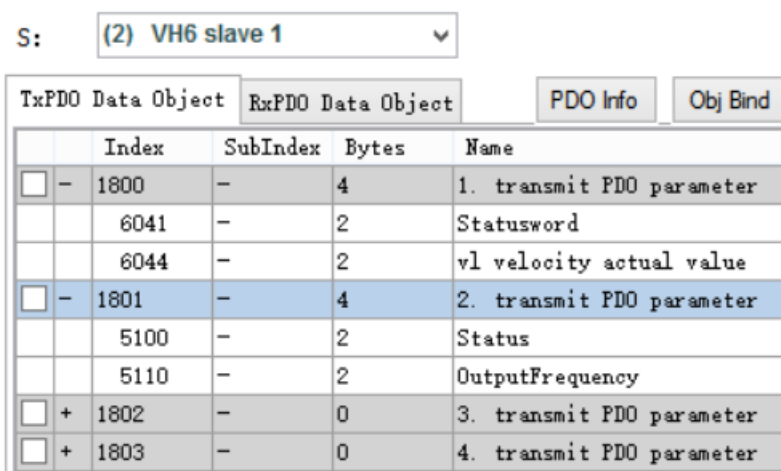 S: (2) VH6 slave 1
TxPDO Data Object RxPDO Data Object PDO Info Obj Bind
Index SubIndex Bytes Name
- 1800 - 4 1. transmit PDO parameter
6041 - 2 Statusword
6044 - 2 vl velocity actual value
- 1801 - 4 2. transmit PDO parameter
5100 - 2 Status
5110 - 2 OutputFrequency
+ 1802 - 0 3. transmit PDO parameter
+ 1803 - 0 4. transmit PDO parameter